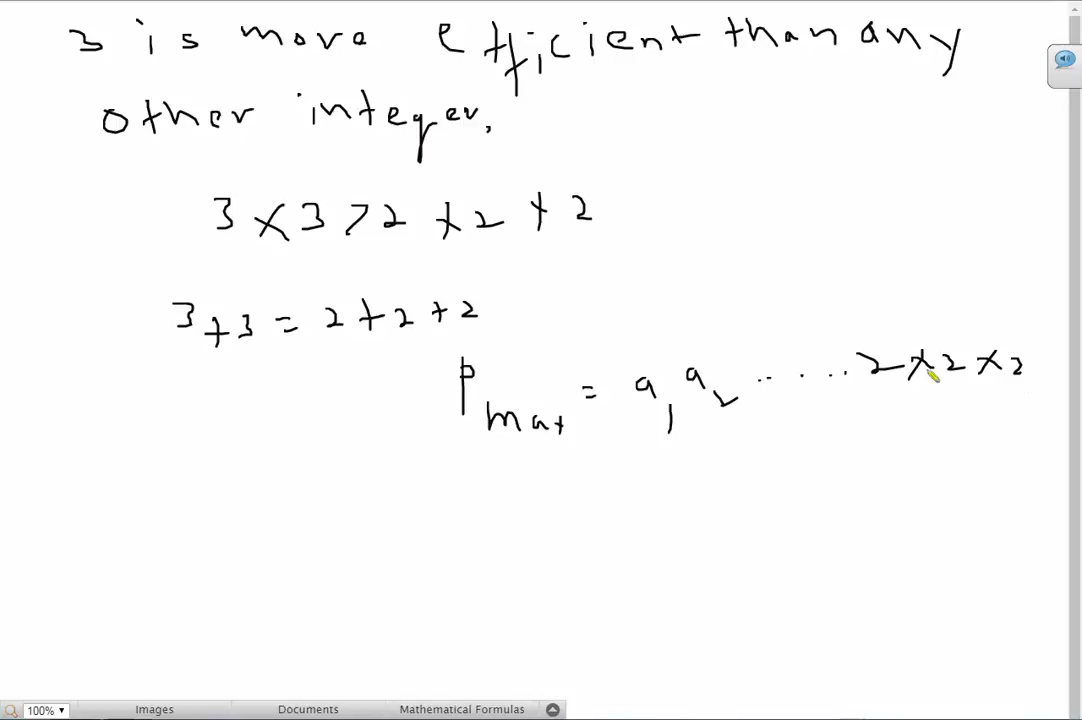 3 is more efficient than any
other integer.
3 × 3 > 2 × 2 × 2
3 + 3 = 2 + 2 + 2
P max = a1 a2 ...... 2 × 2 × 2
100% Images Documents Mathematical Formulas